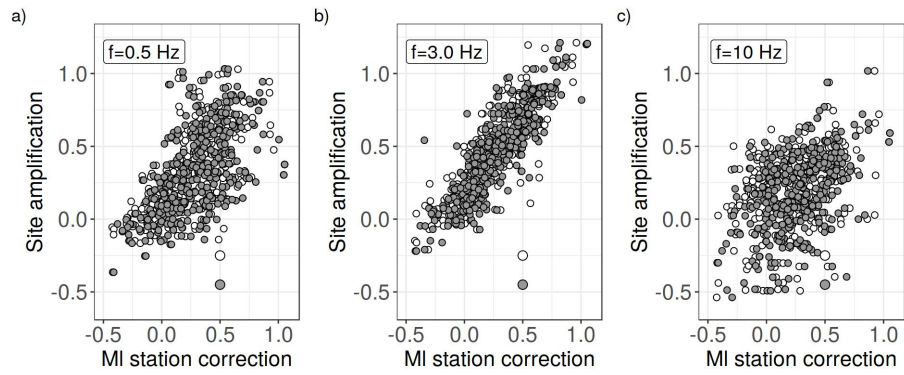 a)
f=0.5 Hz
Site amplification
1.0
0.5
0.0
-0.5
-0.5 0.0 0.5 1.0
Ml station correction
b)
f=3.0 Hz
Site amplification
1.0
0.5
0.0
-0.5
-0.5 0.0 0.5 1.0
Ml station correction
c)
f=10 Hz
Site amplification
1.0
0.5
0.0
-0.5
-0.5 0.0 0.5 1.0
Ml station correction